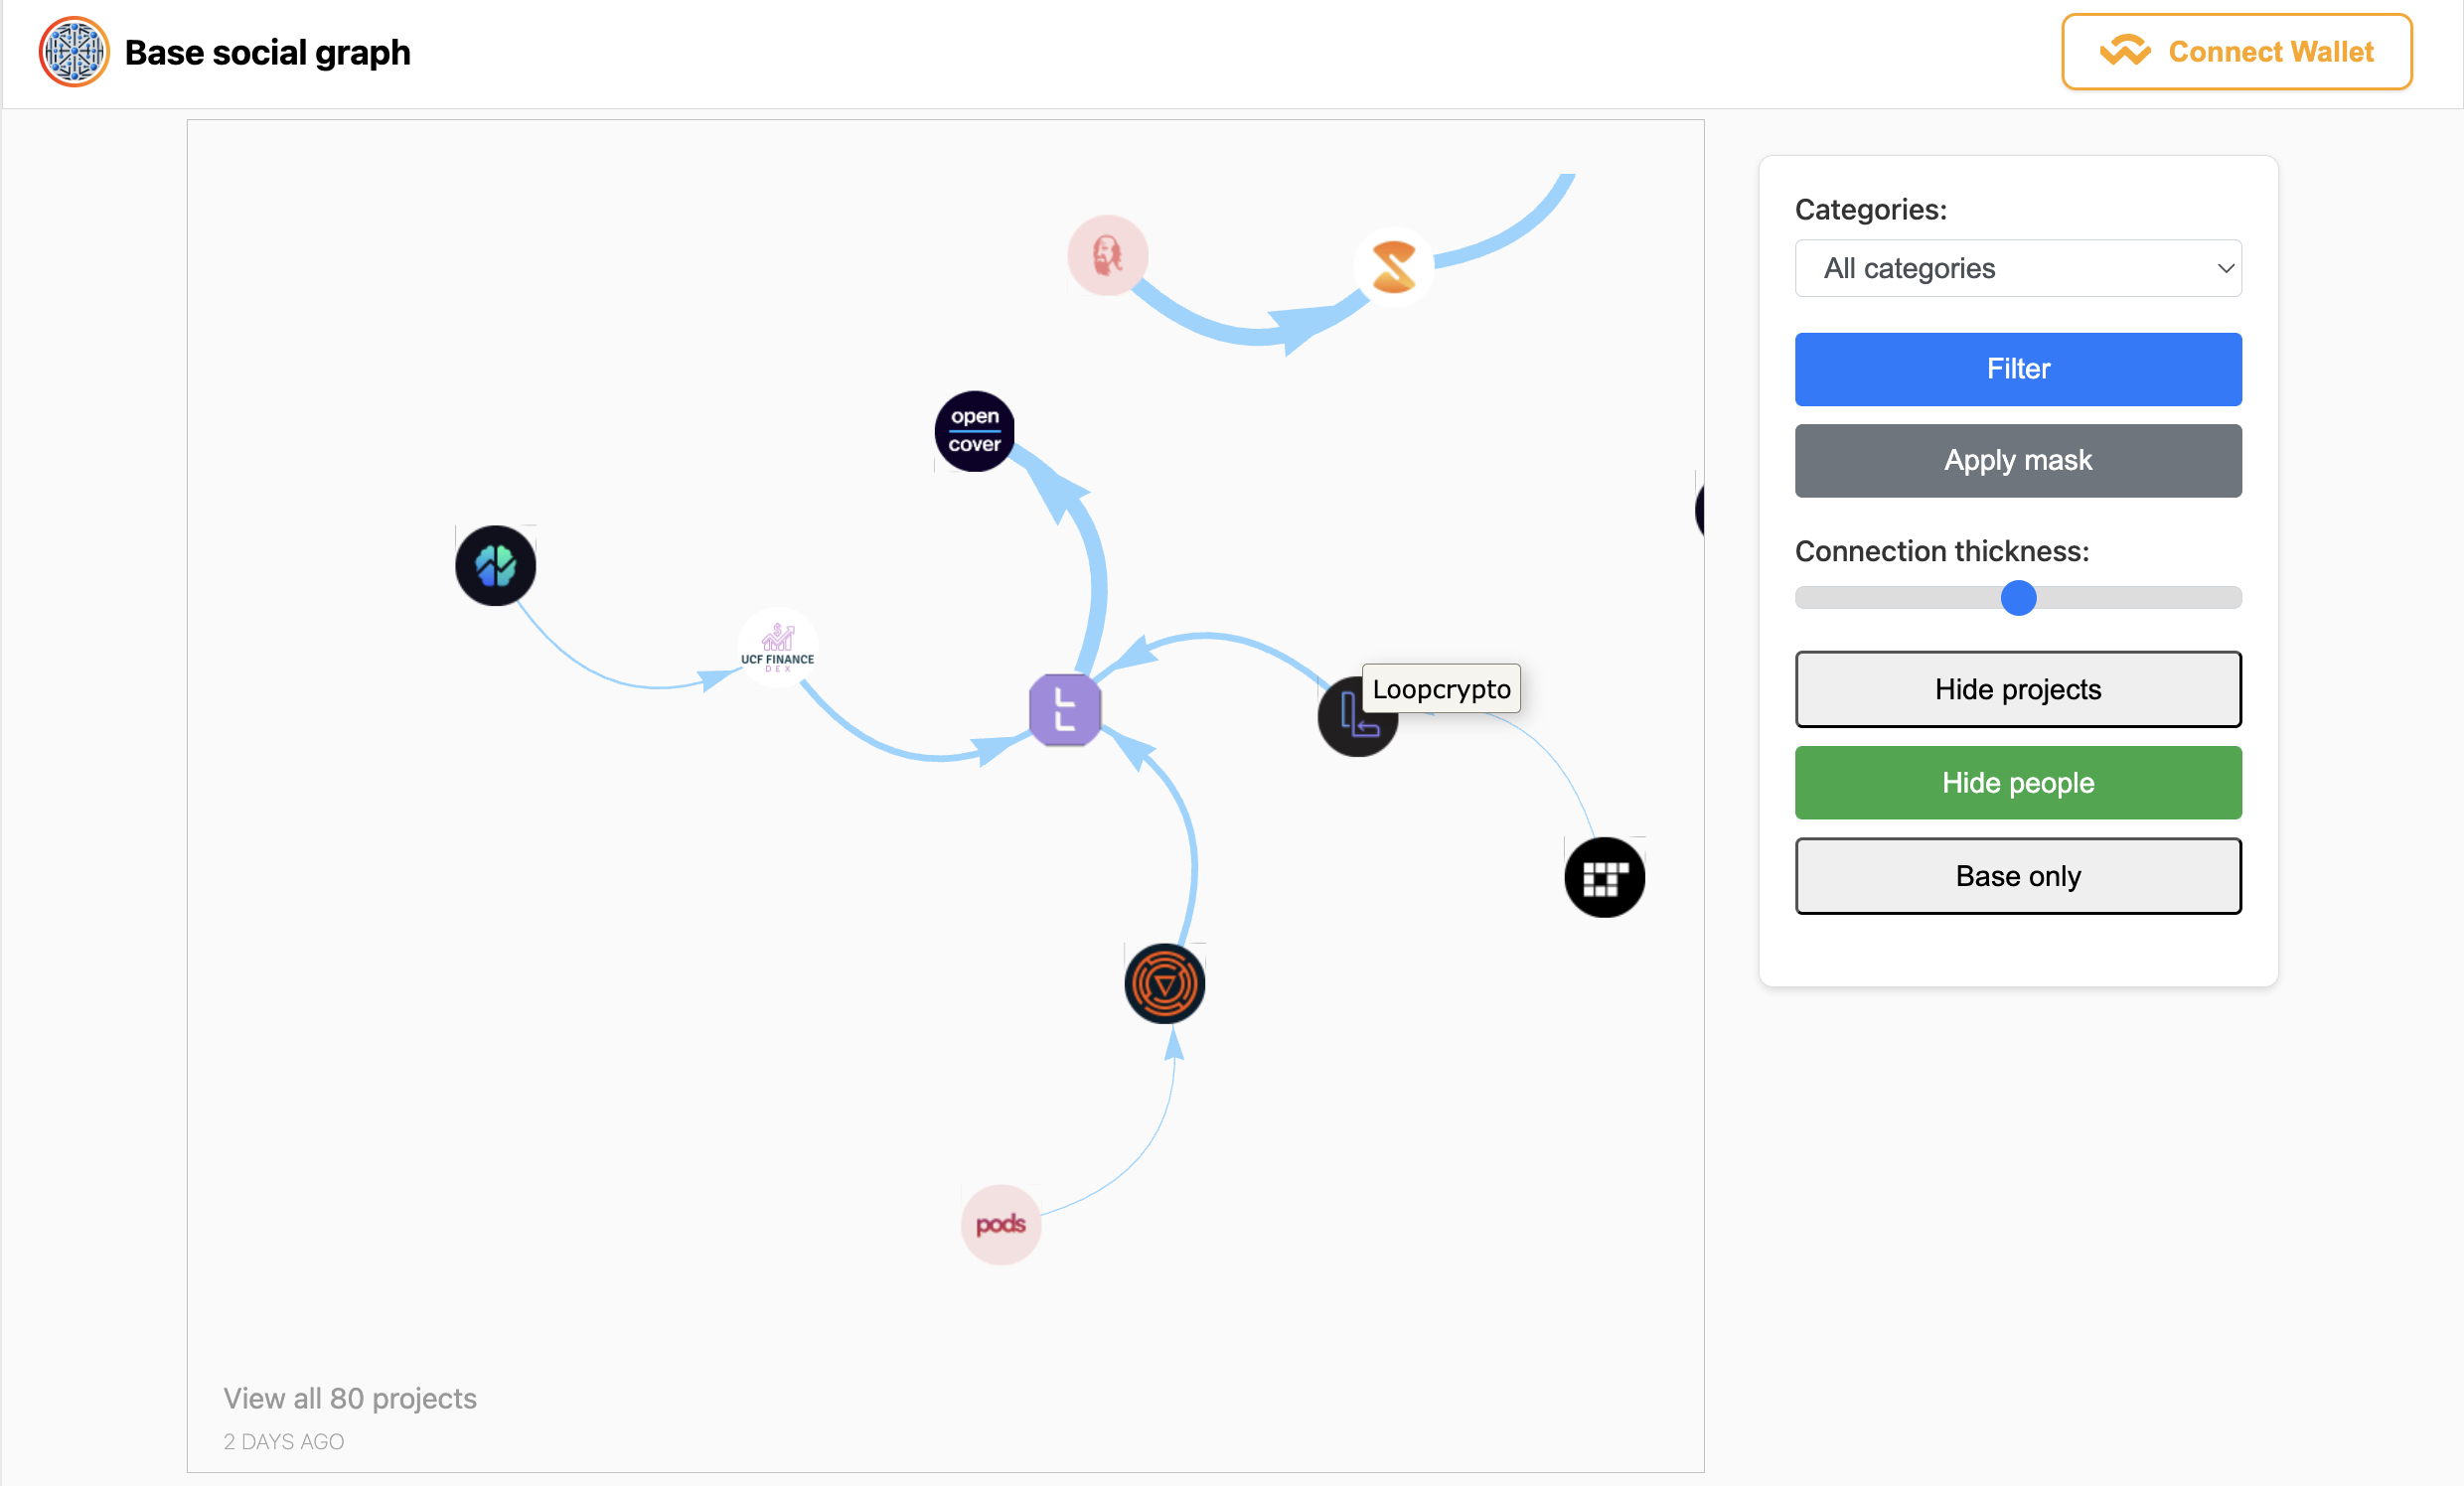 Base social graph
Connect Wallet
open
cover
UCF FINANCE
DEX
Loopcrypto
pods
View all 80 projects
2 DAYS AGO
Categories:
All categories
Filter
Apply mask
Connection thickness:
Hide projects
Hide people
Base only